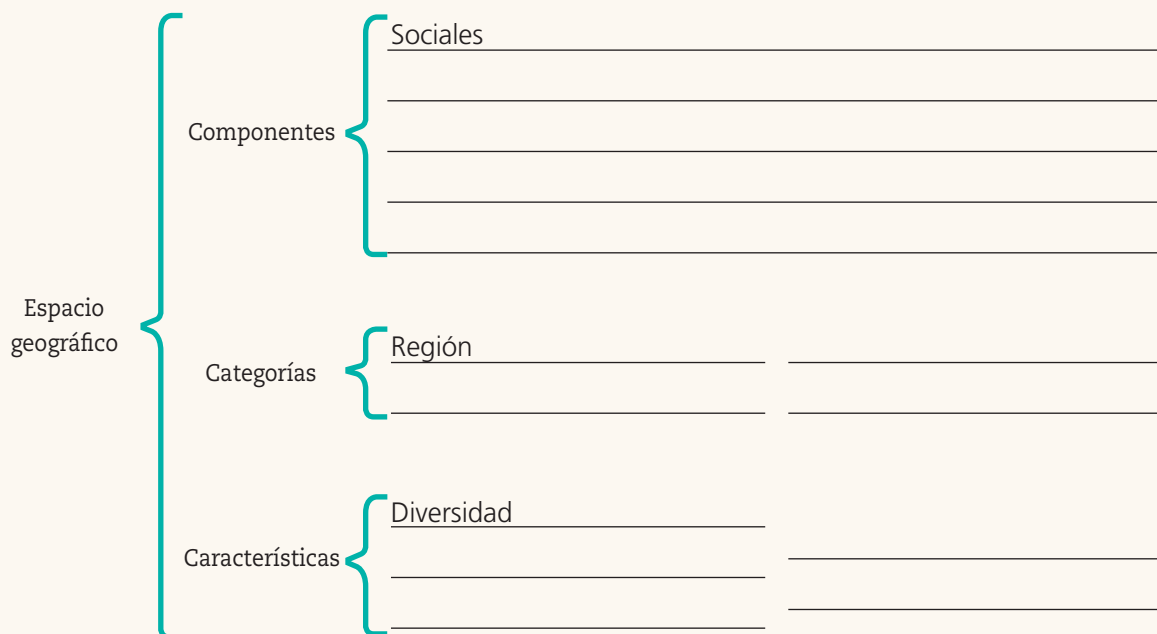 Espacio
geográfico
Componentes
Sociales
Categorías
Región
Características
Diversidad